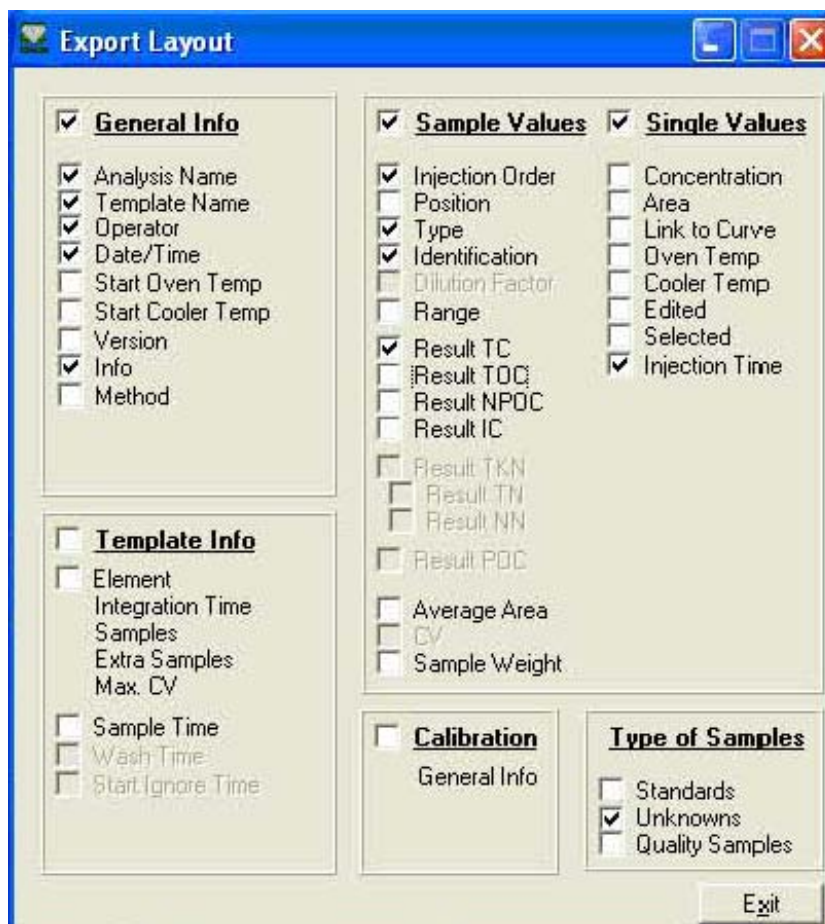 Export Layout
General Info
Analysis Name
Template Name
Operator
Date/Time
Start Oven Temp
Start Cooler Temp
Version
Info
Method
Sample Values
Injection Order
Position
Type
Identification
Dilution Factor
Range
Result TC
Result TOC
Result NPOC
Result IC
Result TKN
Result TN
Result NN
Result POC
Average Area
CV
Sample Weight
Single Values
Concentration
Area
Link to Curve
Oven Temp
Cooler Temp
Edited
Selected
Injection Time
Template Info
Element
Integration Time
Samples
Extra Samples
Max. CV
Sample Time
Wash Time
Start Ignore Time
Calibration
General Info
Type of Samples
Standards
Unknowns
Quality Samples
Exit